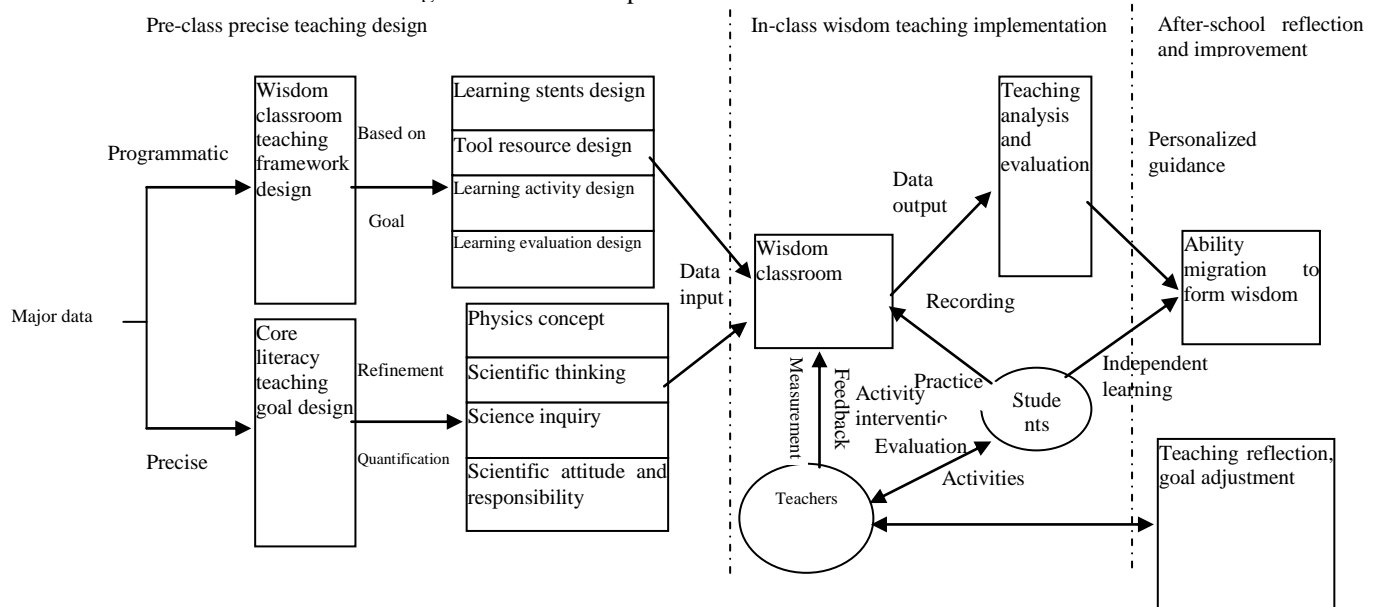 Pre-class precise teaching design
In-class wisdom teaching implementation
After-school reflection
and improvement
Major data
Programmatic
Precise
Wisdom
classroom
teaching
framework
design
Based on
Goal
Learning stents design
Tool resource design
Learning activity design
Learning evaluation design
Core
literacy
teaching
goal design
Refinement
Quantification
Physics concept
Scientific thinking
Science inquiry
Scientific attitude and
responsibility
Data
input
Wisdom
classroom
Data
output
Teaching
analysis
and
evaluation
Recording
Practice
Measurement
Feedback
Activity
interventic
Evaluation
Activities
Stude
nts
Teachers
Personalized
guidance
Ability
migration to
form wisdom
Independent
learning
Teaching reflection,
goal adjustment